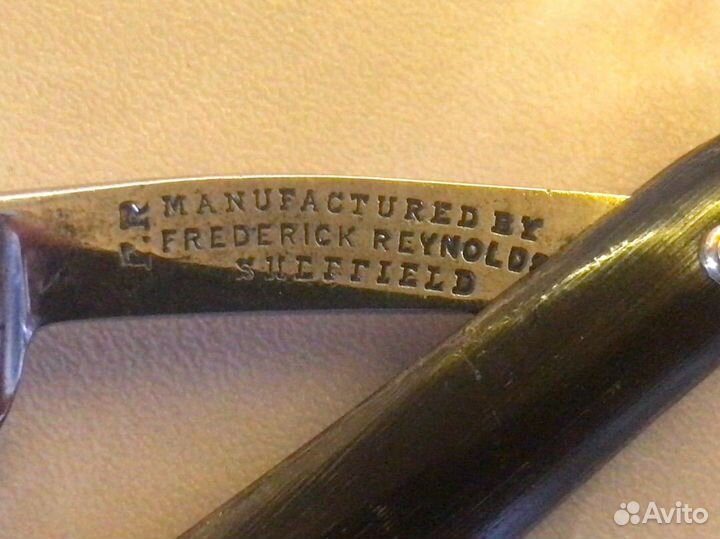 F.R
MANUFACTURED BY
FREDERICK REYNOLDS
SHEFFIELD
Avito